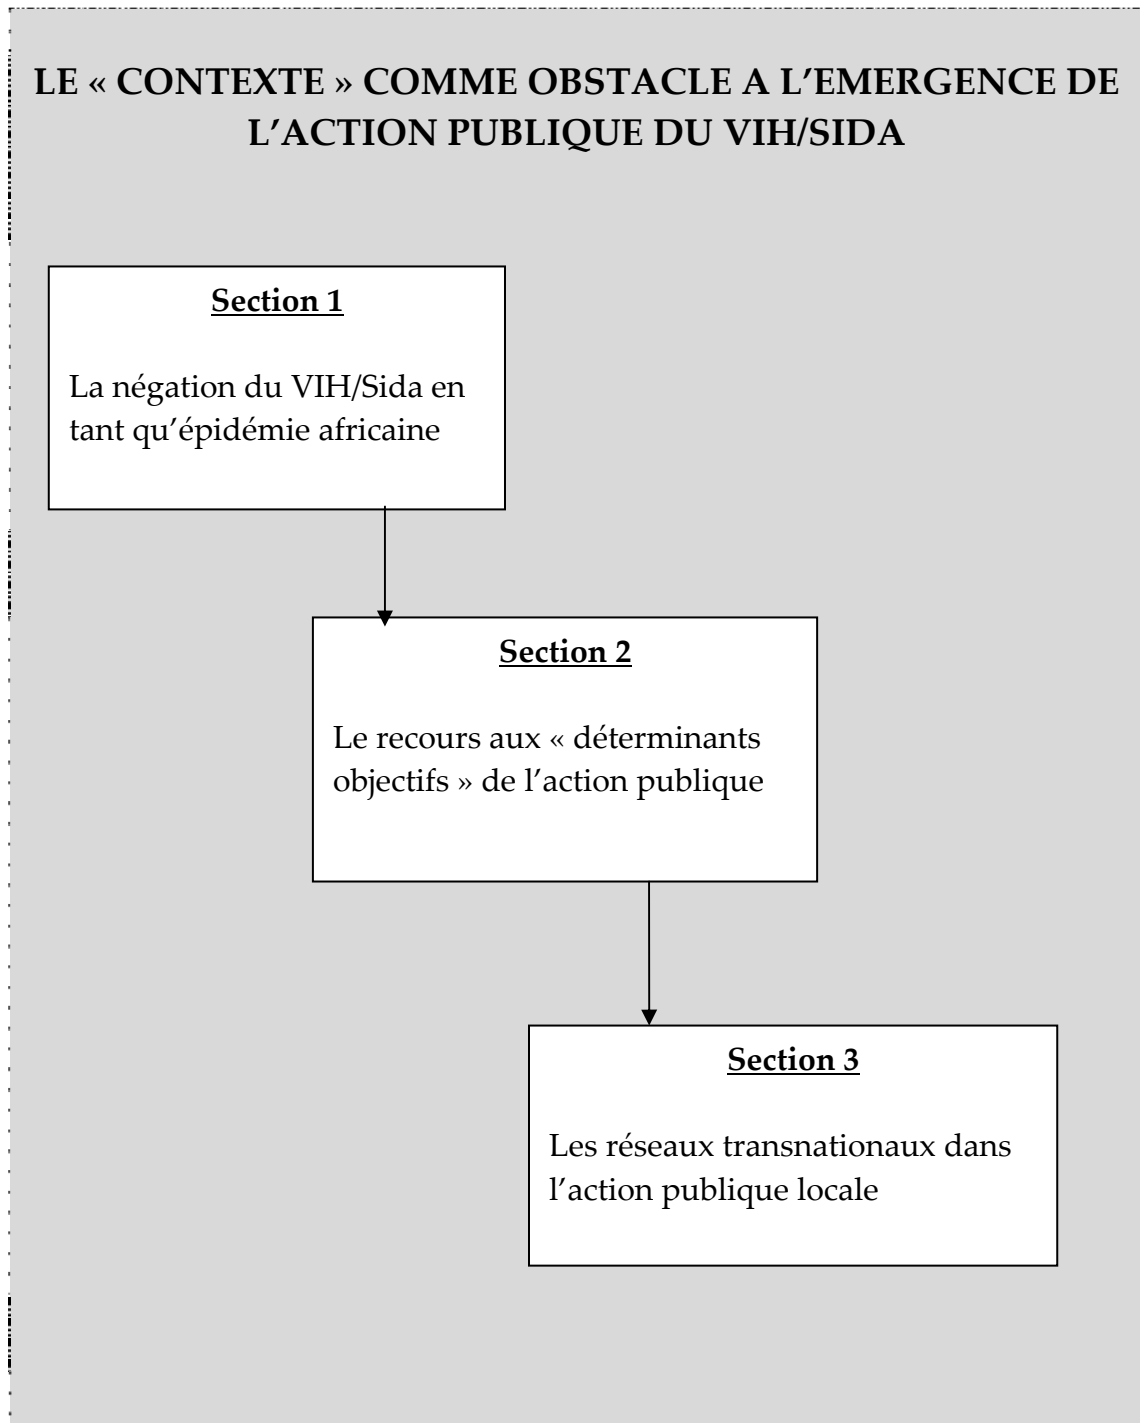 LE « CONTEXTE » COMME OBSTACLE A L’EMERGENCE DE
L’ACTION PUBLIQUE DU VIH/SIDA
Section 1
La négation du VIH/Sida en
tant qu’épidémie africaine
Section 2
Le recours aux « déterminants
objectifs » de l’action publique
Section 3
Les réseaux transnationaux dans
l’action publique locale